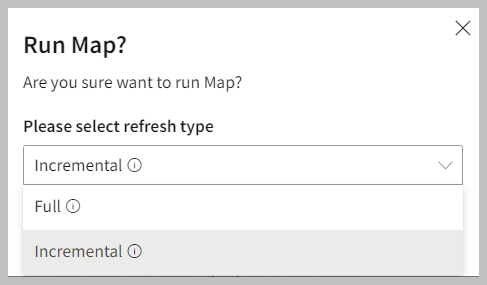 Run Map?
Are you sure want to run Map?
Please select refresh type
Incremental
Full
Incremental